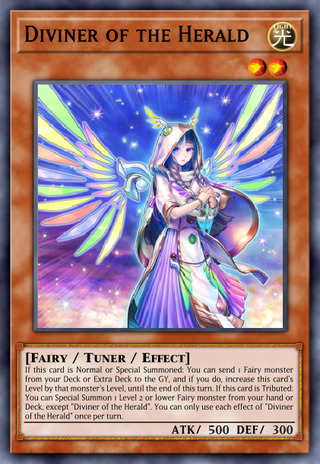 Diviner of the Herald
LIGHT
光
[Fairy / Tuner / Effect]
If this card is Normal or Special Summoned: You can send 1 Fairy monster
from your Deck or Extra Deck to the GY, and if you do, increase this card's
Level by that monster's Level, until the end of this turn. If this card is Tributed:
You can Special Summon 1 Level 2 or lower Fairy monster from your hand or
Deck, except "Diviner of the Herald". You can only use each effect of "Diviner
of the Herald" once per turn.
ATK/ 500 DEF/ 300